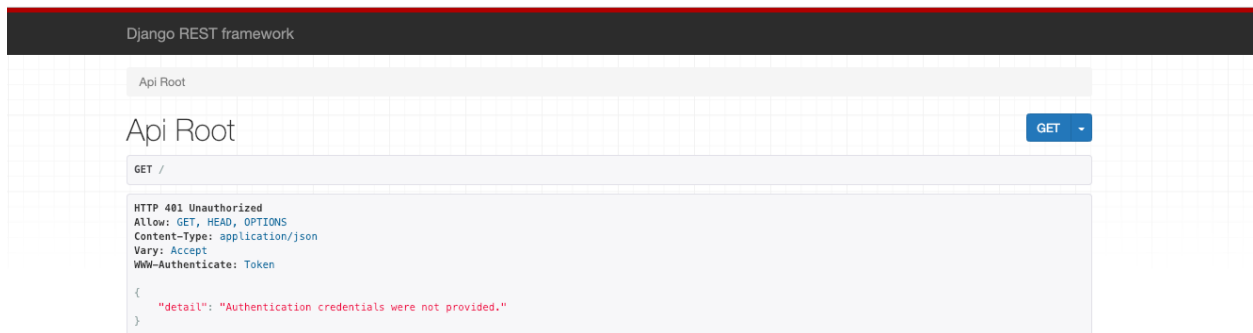 Django REST framework
Api Root
Api Root
GET
GET /
HTTP 401 Unauthorized
Allow: GET, HEAD, OPTIONS
Content-Type: application/json
Vary: Accept
WWW-Authenticate: Token
{
"detail": "Authentication credentials were not provided."
}